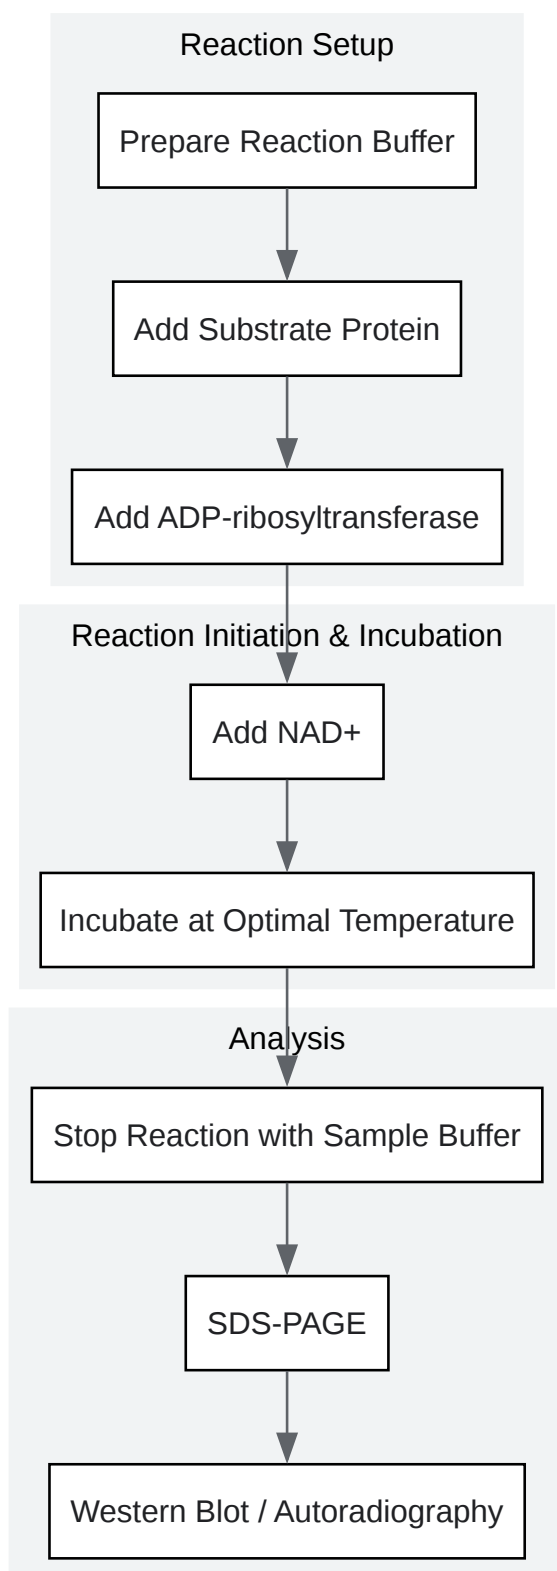 Reaction Setup
Prepare Reaction Buffer
Add Substrate Protein
Add ADP-ribosyltransferase
Reaction Initiation & Incubation
Add NAD+
Incubate at Optimal Temperature
Analysis
Stop Reaction with Sample Buffer
SDS-PAGE
Western Blot / Autoradiography